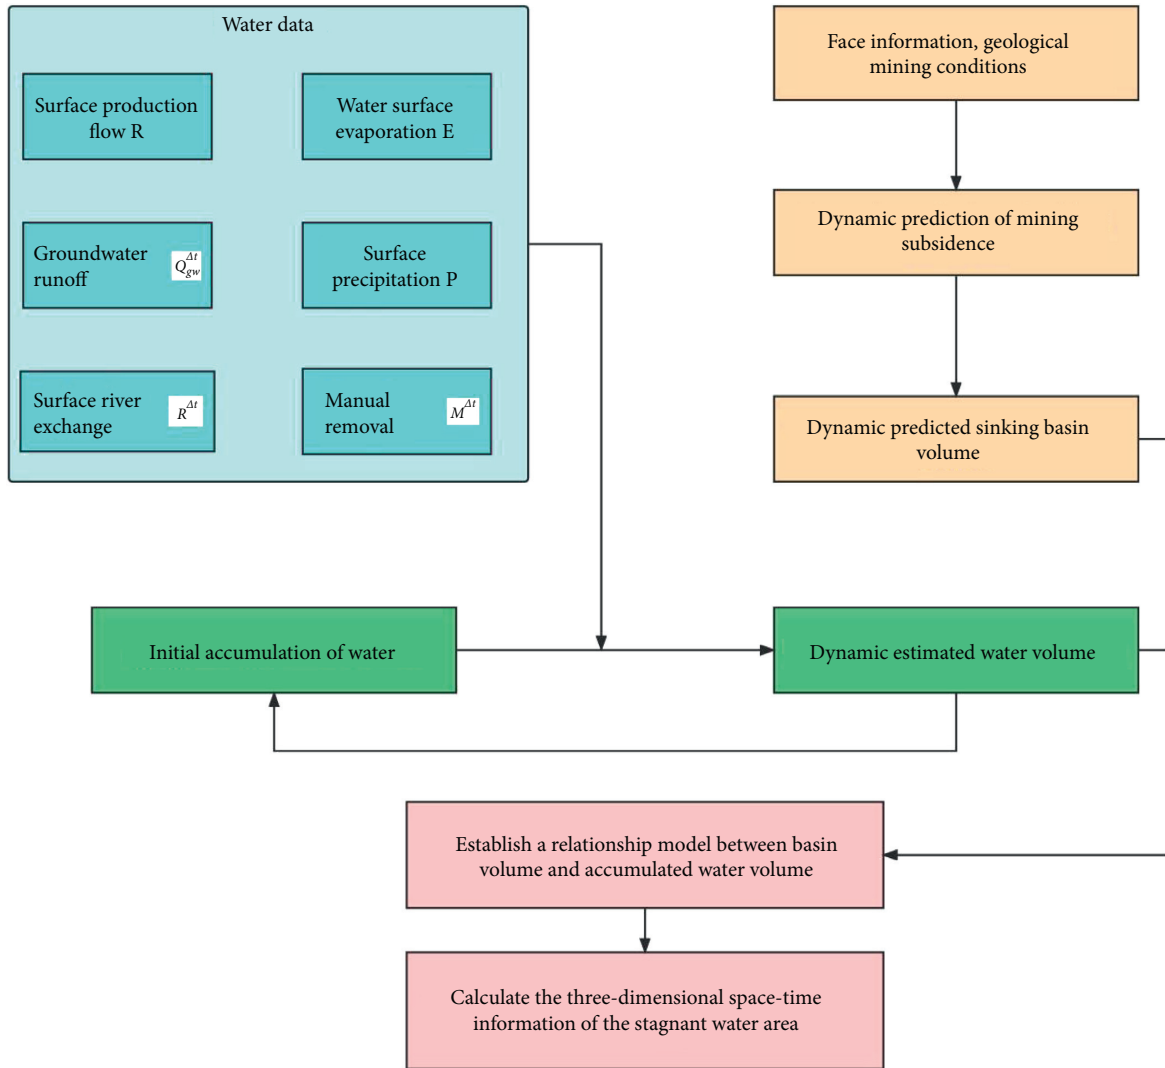 Water data
Surface production
flow R
Water surface
evaporation E
Groundwater
runoff
Q_{gw}^{Δt}
Surface
precipitation P
Surface river
exchange
R^{Δt}
Manual
removal
M^{Δt}
Face information, geological
mining conditions
Dynamic prediction of mining
subsidence
Dynamic predicted sinking basin
volume
Initial accumulation of water
Dynamic estimated water volume
Establish a relationship model between basin
volume and accumulated water volume
Calculate the three-dimensional space-time
information of the stagnant water area